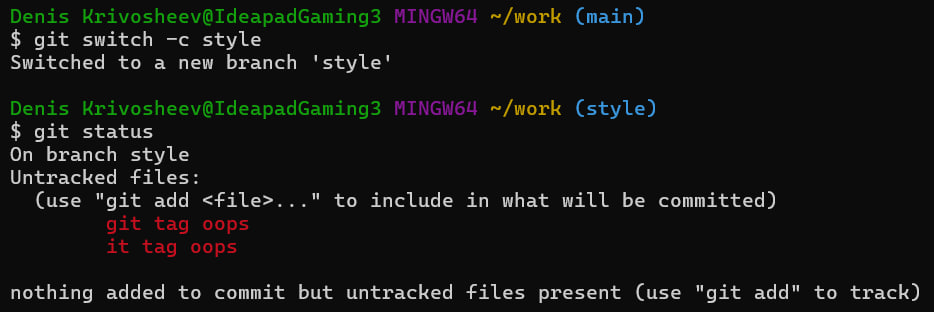 Denis Krivosheev@IdeapadGaming3 MINGW64 ~/work (main)
$ git switch -c style
Switched to a new branch 'style'
Denis Krivosheev@IdeapadGaming3 MINGW64 ~/work (style)
$ git status
On branch style
Untracked files:
(use "git add <file>..." to include in what will be committed)
git tag oops
it tag oops
nothing added to commit but untracked files present (use "git add" to track)